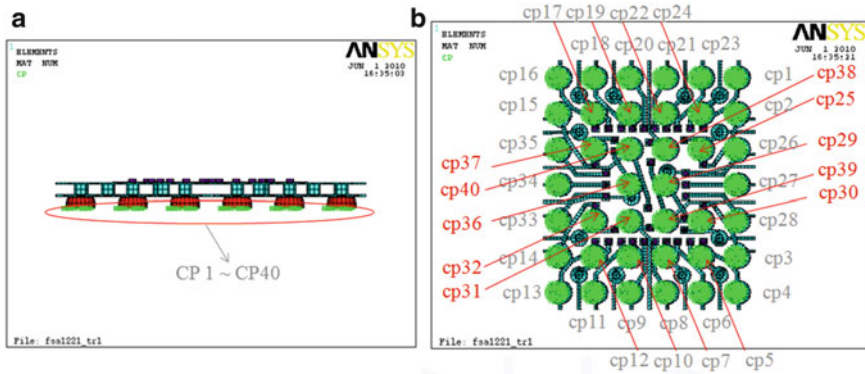 a
1
ELEMENTS
MAT NUM
CP
ANSYS
JUN 1 2010
16:35:03
CP 1 ~ CP40
File: fsa1221_tr1
b
cp17 cp19 cp22 cp24
1
ELEMENTS
MAT NUM
CP
ANSYS
JUN 1 2010
16:35:21
cp18 cp20 cp21 cp23
cp16 cp1
cp38
cp15 cp2
cp25
cp35 cp26
cp37 cp29
cp40 cp34 cp27 cp39
cp36 cp30
cp33 cp28
cp32 cp14 cp3
cp31 cp13 cp4
cp11 cp9 cp8 cp6
cp12 cp10 cp7 cp5
File: fsa1221_tr1